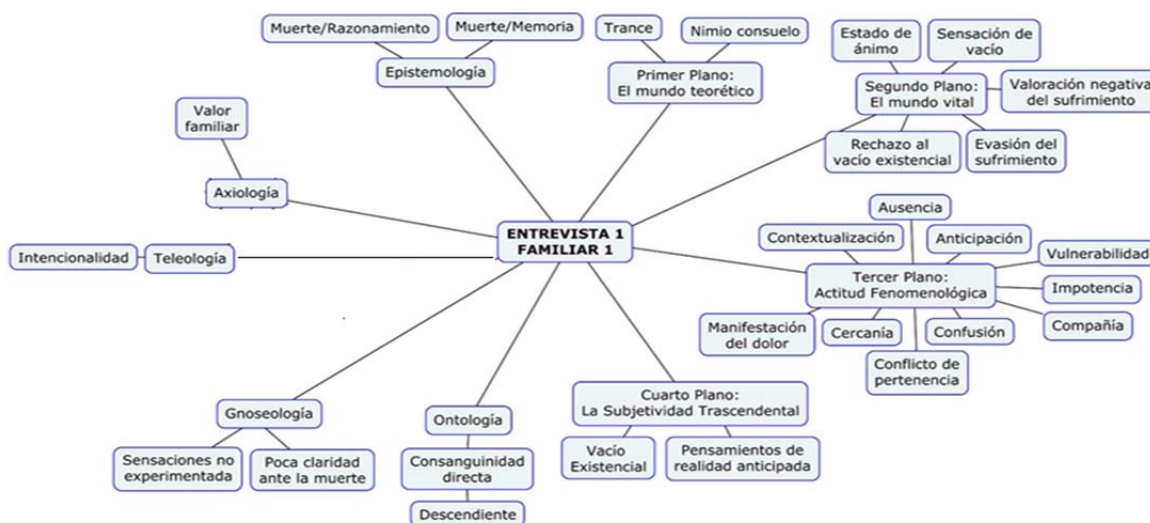 Muerte/Razonamiento
Muerte/Memoria
Epistemología
Trance
Nimio consuelo
Primer Plano:
El mundo teorético
Estado de
ánimo
Sensación de
vacío
Segundo Plano:
El mundo vital
Valoración negativa
del sufrimiento
Rechazo al
vacío existencial
Evasión del
sufrimiento
Valor
familiar
Axiología
Intencionalidad
Teleología
ENTREVISTA 1
FAMILIAR 1
Ausencia
Contextualización
Anticipación
Vulnerabilidad
Tercer Plano:
Actitud Fenomenológica
Impotencia
Compañía
Manifestación
del dolor
Cercanía
Confusión
Conflicto de
pertenencia
Cuarto Plano:
La Subjetividad Trascendental
Vacío
Existencial
Pensamientos de
realidad anticipada
Gnoseología
Sensaciones no
experimentada
Poca claridad
ante la muerte
Ontología
Consanguinidad
directa
Descendiente